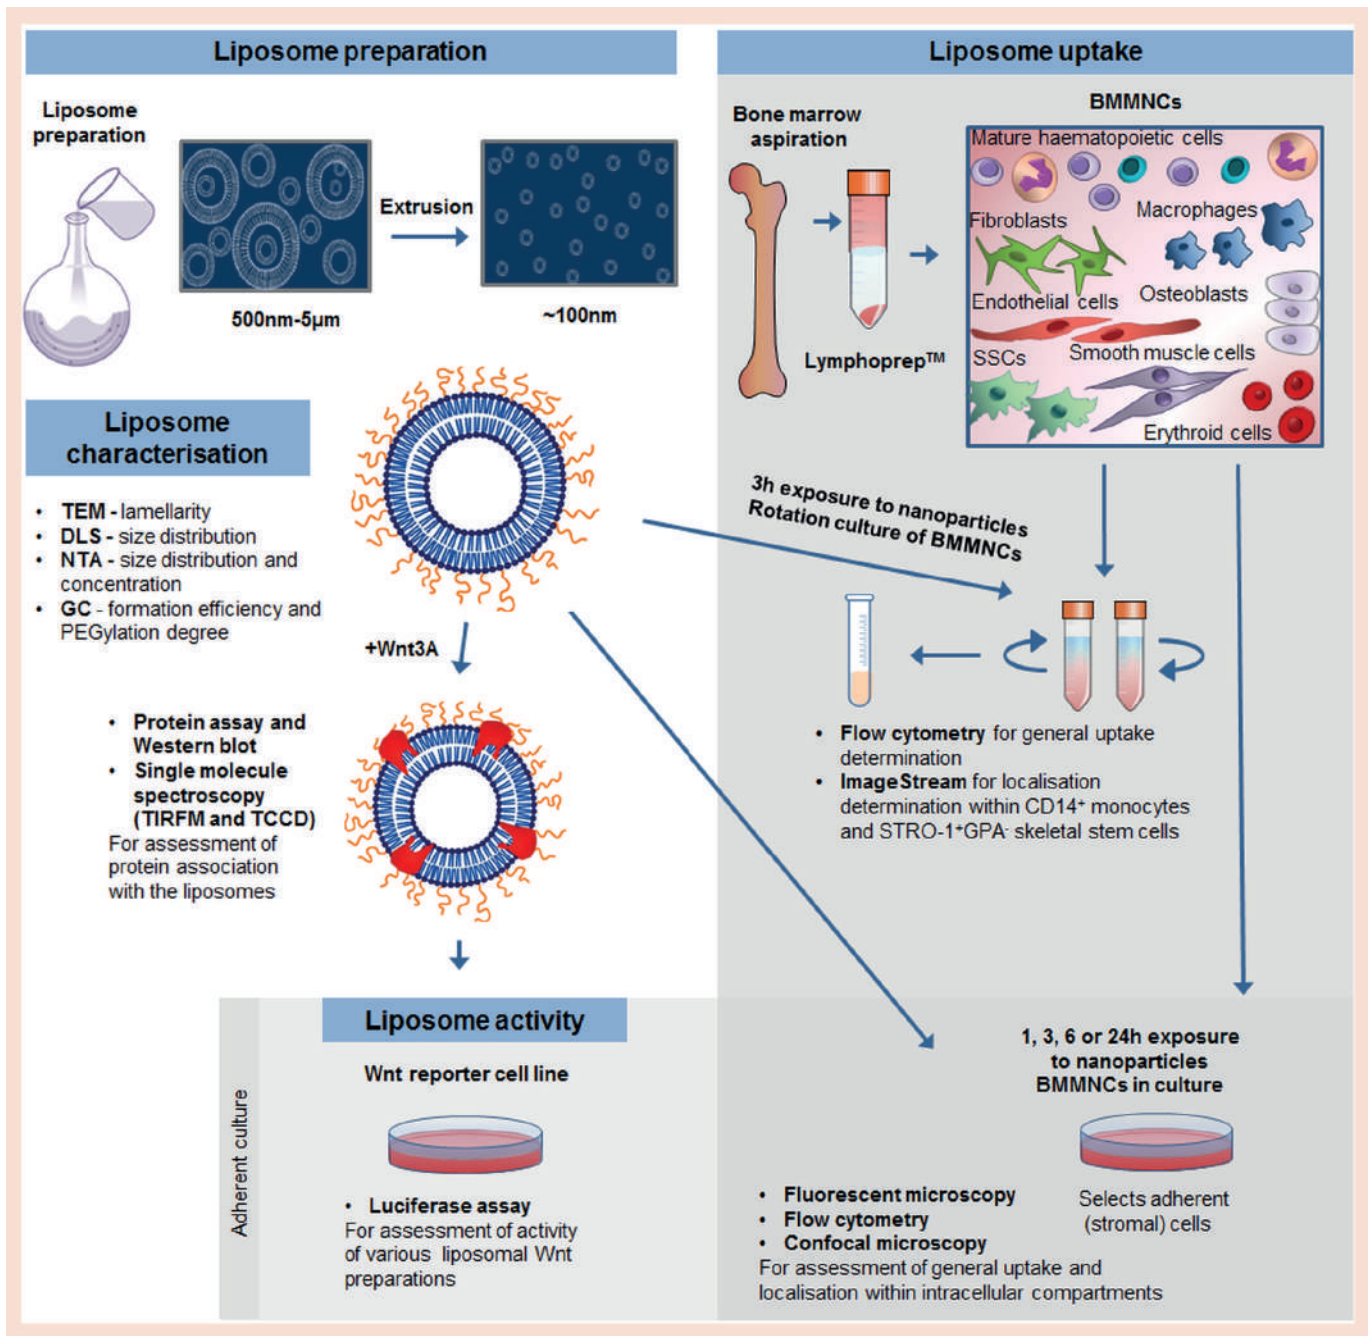 Liposome preparation
Liposome
preparation
Extrusion
500nm-5µm
~100nm
Liposome
characterisation
• TEM - lamellarity
• DLS - size distribution
• NTA - size distribution and
concentration
• GC - formation efficiency and
PEGylation degree
+Wnt3A
• Protein assay and
Western blot
• Single molecule
spectroscopy
(TIRFM and TCCD)
For assessment of
protein association
with the liposomes
Liposome uptake
Bone marrow
aspiration
Lymphoprep™
BMMNCs
Mature haematopoietic cells
Fibroblasts
Macrophages
Endothelial cells
Osteoblasts
SSCs
Smooth muscle cells
Erythroid cells
3h exposure to nanoparticles
Rotation culture of BMMNCs
• Flow cytometry for general uptake
determination
• ImageStream for localisation
determination within CD14⁺ monocytes
and STRO-1⁺GPA⁻ skeletal stem cells
Adherent culture
Liposome activity
Wnt reporter cell line
• Luciferase assay
For assessment of activity
of various liposomal Wnt
preparations
1, 3, 6 or 24h exposure
to nanoparticles
BMMNCs in culture
Selects adherent
(stromal) cells
• Fluorescent microscopy
• Flow cytometry
• Confocal microscopy
For assessment of general uptake and
localisation within intracellular compartments